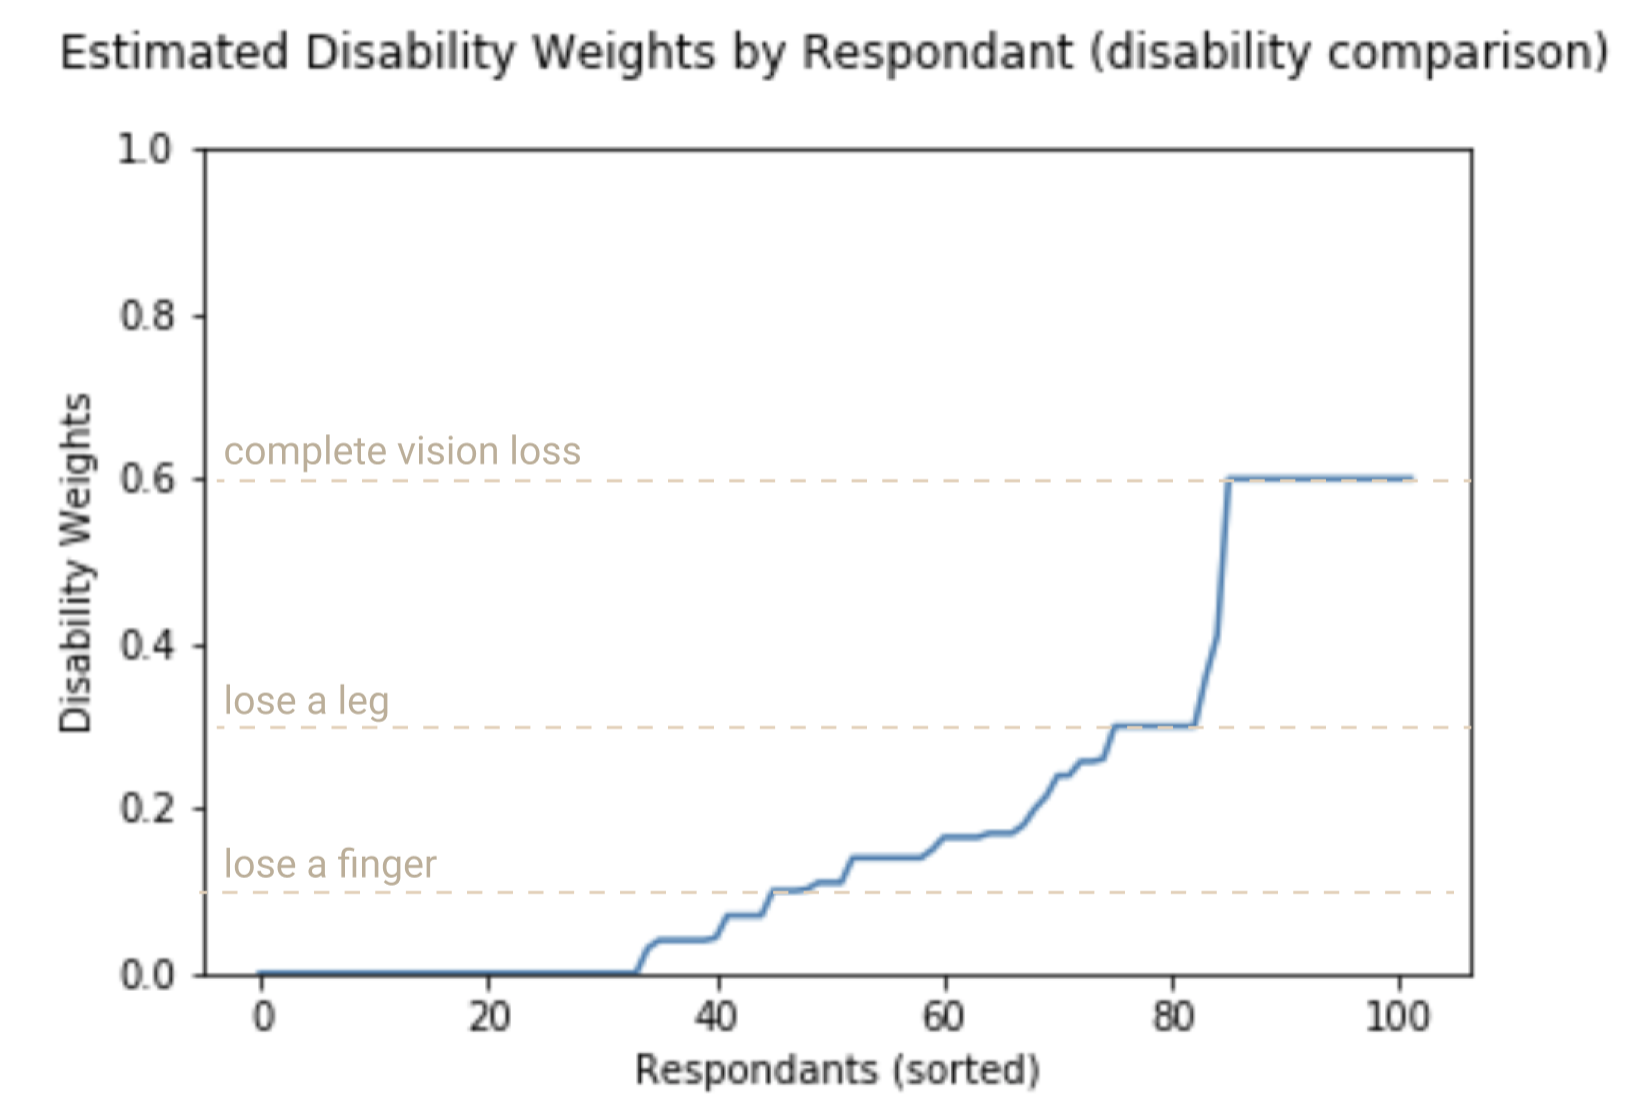 Estimated Disability Weights by Respondant (disability comparison)
1.0
0.8
complete vision loss
0.6
0.4
lose a leg
0.2
lose a finger
0.0
Disability Weights
0 20 40 60 80 100
Respondants (sorted)